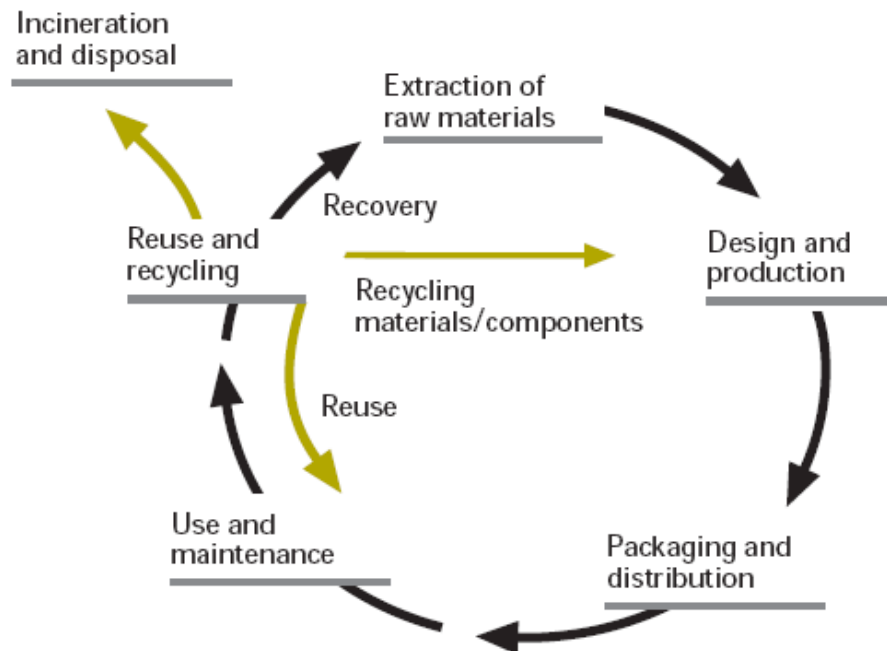 Incineration
and disposal
Extraction of
raw materials
Recovery
Reuse and
recycling
Design and
production
Recycling
materials/components
Reuse
Use and
maintenance
Packaging and
distribution